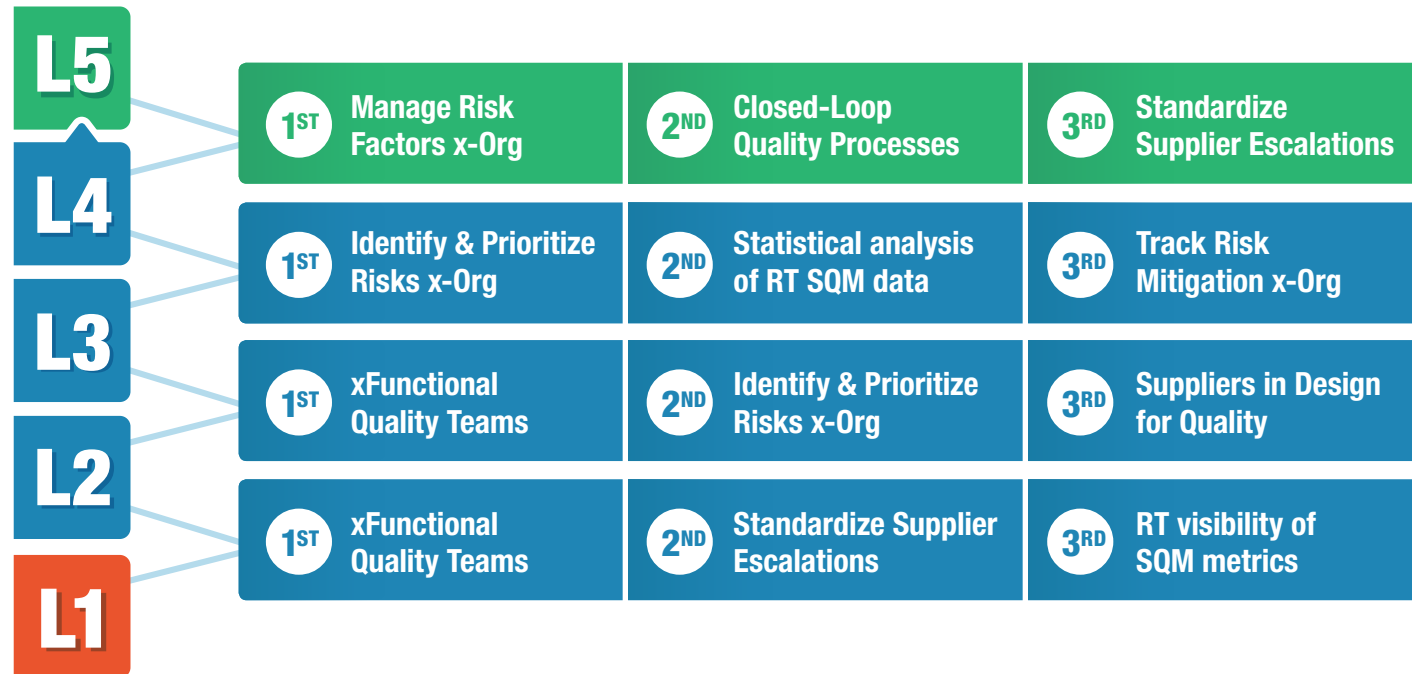 L5
1ST
Manage Risk
Factors x-Org
2ND
Closed-Loop
Quality Processes
3RD
Standardize
Supplier Escalations
L4
1ST
Identify & Prioritize
Risks x-Org
2ND
Statistical analysis
of RT SQM data
3RD
Track Risk
Mitigation x-Org
L3
1ST
xFunctional
Quality Teams
2ND
Identify & Prioritize
Risks x-Org
3RD
Suppliers in Design
for Quality
L2
1ST
xFunctional
Quality Teams
2ND
Standardize Supplier
Escalations
3RD
RT visibility of
SQM metrics
L1